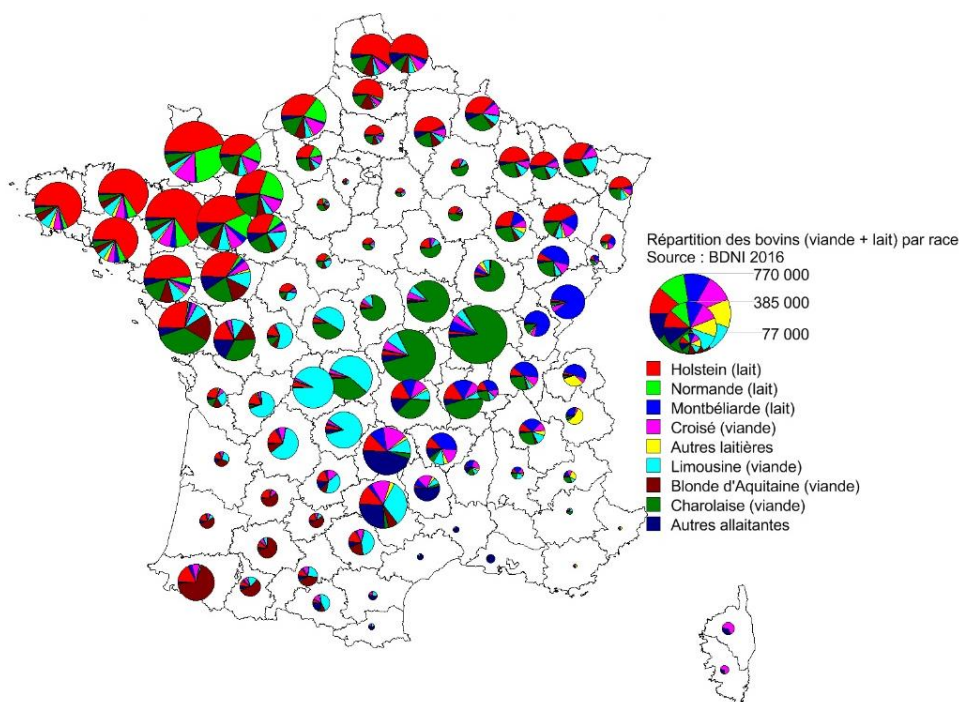 Répartition des bovins (viande + lait) par race
Source : BDNI 2016
770 000
385 000
77 000
Holstein (lait)
Normande (lait)
Montbéliarde (lait)
Croisé (viande)
Autres laitières
Limousine (viande)
Blonde d'Aquitaine (viande)
Charolaise (viande)
Autres allaitantes